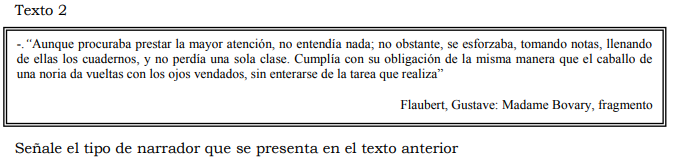 Texto 2
-.“Aunque procuraba prestar la mayor atención, no entendía nada; no obstante, se esforzaba, tomando notas, llenando
de ellas los cuadernos, y no perdía una sola clase. Cumplía con su obligación de la misma manera que el caballo de
una noria da vueltas con los ojos vendados, sin enterarse de la tarea que realiza”
Flaubert, Gustave: Madame Bovary, fragmento
Señale el tipo de narrador que se presenta en el texto anterior